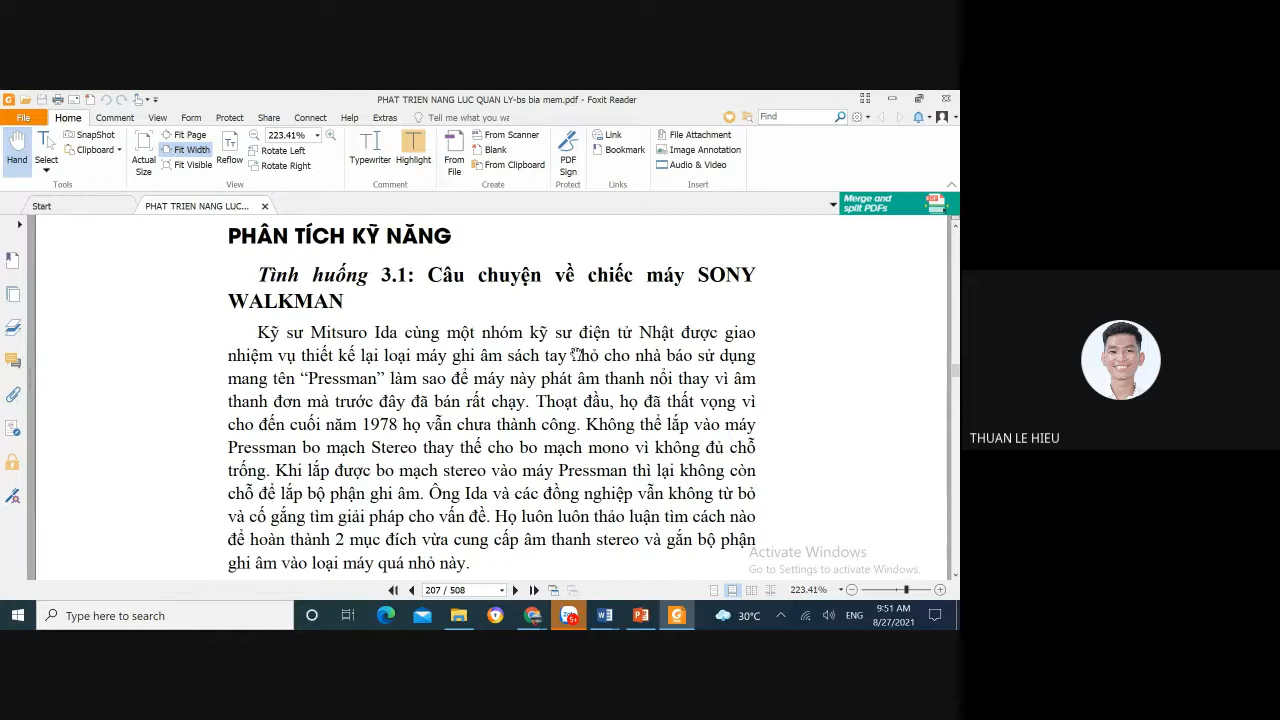 PHAT TRIEN NANG LUC QUAN LY-bs bia mem.pdf - Foxit Reader
File Home Comment View Form Protect Share Connect Help Extras Tell me what you w Find
Hand
Select
SnapShot
Clipboard
Actual Size
Fit Page
Fit Width
Fit Visible
Reflow
223.41%
Rotate Left
Rotate Right
Typewriter
Highlight
From File
From Scanner
Blank
From Clipboard
PDF Sign
Link
Bookmark
File Attachment
Image Annotation
Audio & Video
Tools View Comment Create Protect Links Insert
Start PHAT TRIEN NANG LUC...
Merge and split PDFs
PHÂN TÍCH KỸ NĂNG
Tình huống 3.1: Câu chuyện về chiếc máy SONY
WALKMAN
Kỹ sư Mitsuro Ida cùng một nhóm kỹ sư điện tử Nhật được giao
nhiệm vụ thiết kế lại loại máy ghi âm sách tay nhỏ cho nhà báo sử dụng
mang tên “Pressman” làm sao để máy này phát âm thanh nổi thay vì âm
thanh đơn mà trước đây đã bán rất chạy. Thoạt đầu, họ đã thất vọng vì
cho đến cuối năm 1978 họ vẫn chưa thành công. Không thể lắp vào máy
Pressman bo mạch Stereo thay thế cho bo mạch mono vì không đủ chỗ
trống. Khi lắp được bo mạch stereo vào máy Pressman thì lại không còn
chỗ để lắp bộ phận ghi âm. Ông Ida và các đồng nghiệp vẫn không từ bỏ
và cố gắng tìm giải pháp cho vấn đề. Họ luôn luôn thảo luận tìm cách nào
để hoàn thành 2 mục đích vừa cung cấp âm thanh stereo và gắn bộ phận
ghi âm vào loại máy quá nhỏ này.
Activate Windows
Go to Settings to activate Windows.
207 / 508
223.41%
Type here to search
5+
30°C
ENG
9:51 AM
8/27/2021
THUAN LE HIEU